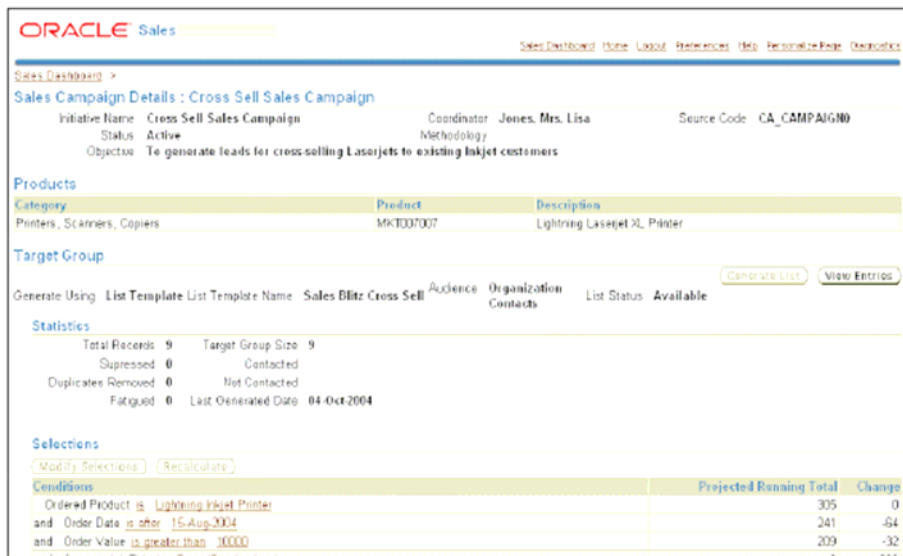 ORACLE Sales
Sales Dashboard Home Logout Preferences Help Personalize Page Diagnostics
Sales Dashboard >
Sales Campaign Details : Cross Sell Sales Campaign
Initiative Name Cross Sell Sales Campaign Coordinator Jones, Mrs. Lisa Source Code CA_CAMPAIGN0
Status Active Methodology
Objective To generate leads for cross-selling Laserjets to existing Inkjet customers
Products
Category Product Description
Printers, Scanners, Copiers MKT007007 Lightning Laserjet XL Printer
Target Group
Generate List View Entries
Generate Using List Template List Template Name Sales Blitz Cross Sell Audience Organization Contacts List Status Available
Statistics
Total Records 9 Target Group Size 9
Supressed 0 Contacted
Duplicates Removed 0 Not Contacted
Fatigued 0 Last Generated Date 04-Oct-2004
Selections
Modify Selections Recalculate
Conditions Projected Running Total Change
Ordered Product is Lightning Inkjet Printer 305 0
and Order Date is after 15-Aug-2004 241 -64
and Order Value is greater than 10000 209 -32